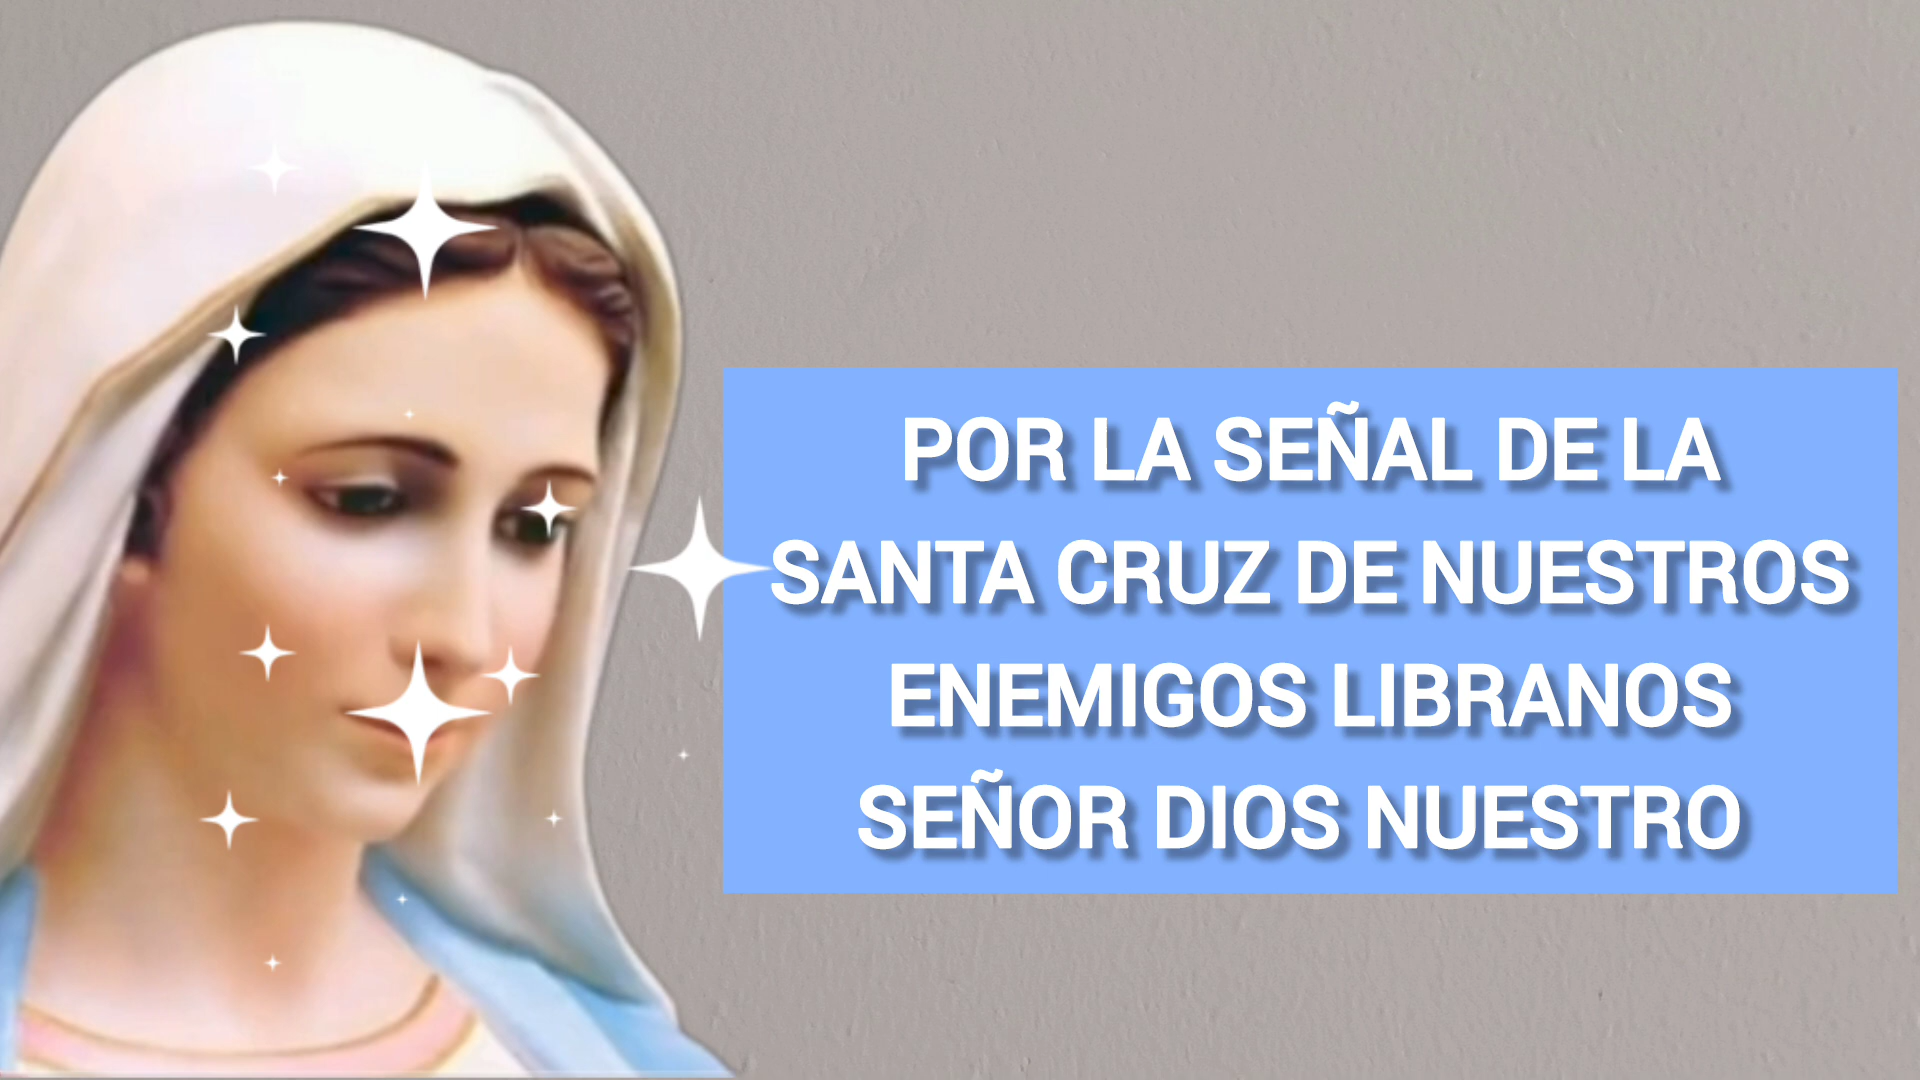 POR LA SEÑAL DE LA
SANTA CRUZ DE NUESTROS
ENEMIGOS LIBRANOS
SEÑOR DIOS NUESTRO